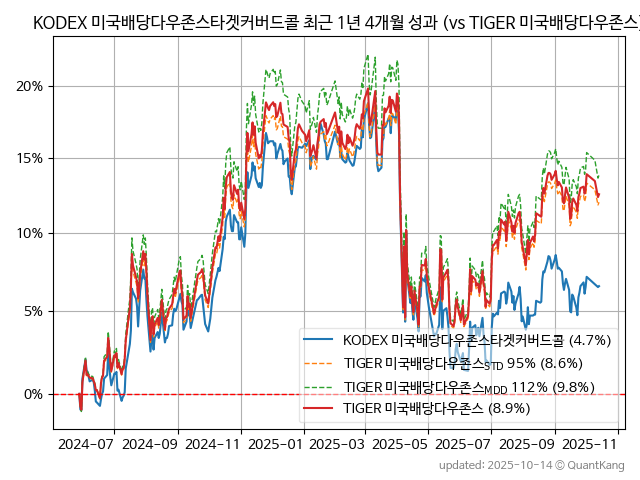 KODEX 미국배당다우존스타겟커버드콜 최근 1년 4개월 성과 (vs TIGER 미국배당다우존스)
20%
15%
10%
5%
0%
KODEX 미국배당다우존스타겟커버드콜 (4.7%)
TIGER 미국배당다우존스STD 95% (8.6%)
TIGER 미국배당다우존스MDD 112% (9.8%)
TIGER 미국배당다우존스 (8.9%)
2024-07 2024-09 2024-11 2025-01 2025-03 2025-05 2025-07 2025-09 2025-11
updated: 2025-10-14 © QuantKang